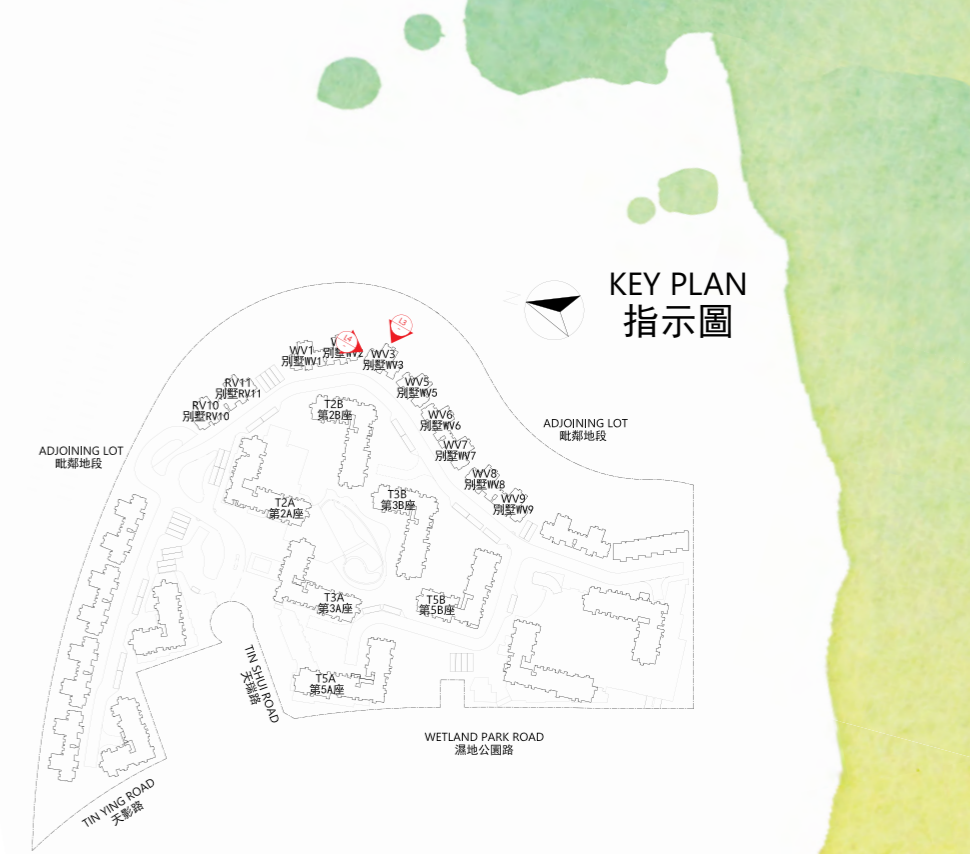 KEY PLAN
指示圖
N
L3
L4
WV1
別墅WV1
WV3
別墅WV3
WV5
別墅WV5
WV6
別墅WV6
WV7
別墅WV7
WV8
別墅WV8
WV9
別墅WV9
RV11
別墅RV11
RV10
別墅RV10
ADJOINING LOT
毗鄰地段
ADJOINING LOT
毗鄰地段
T2B
第2B座
T2A
第2A座
T3B
第3B座
T3A
第3A座
T5B
第5B座
T5A
第5A座
TIN SHUI ROAD
天瑞路
WETLAND PARK ROAD
濕地公園路
TIN YING ROAD
天影路